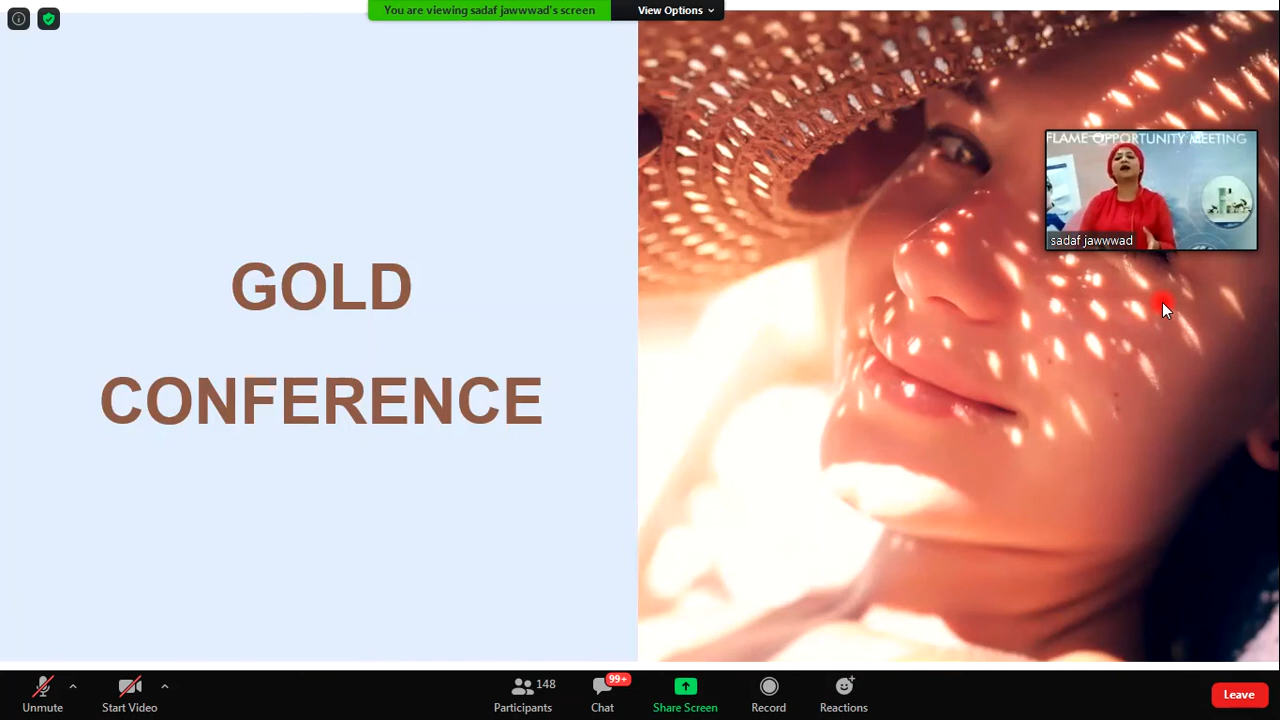 You are viewing sadaf jawwwad's screen
View Options
FLAME OPPORTUNITY MEETING
sadaf jawwwad
GOLD
CONFERENCE
Unmute
Start Video
148
Participants
99+
Chat
Share Screen
Record
Reactions
Leave